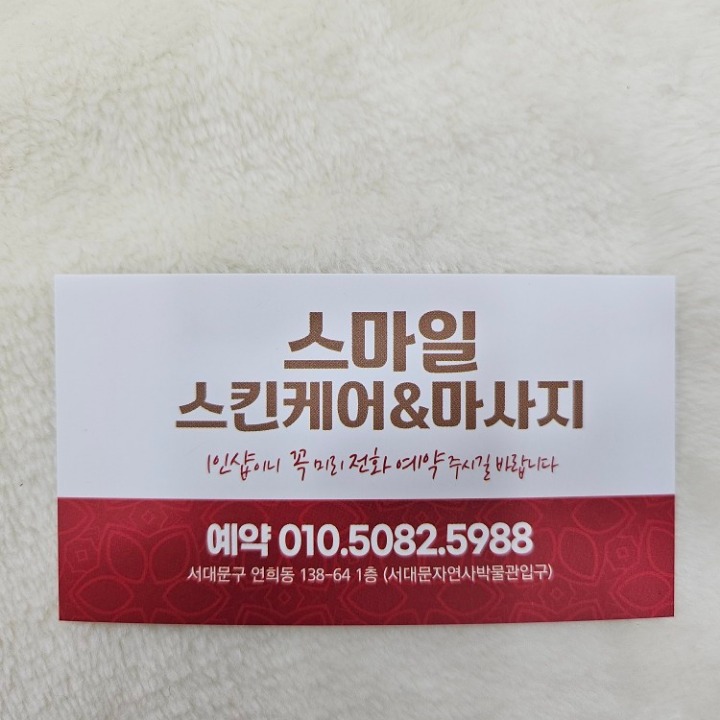 스마일
스킨케어&마사지
1인샵이니 꼭 미리 전화 예약 주시길 바랍니다
예약 010.5082.5988
서대문구 연희동 138-64 1층 (서대문자연사박물관입구)